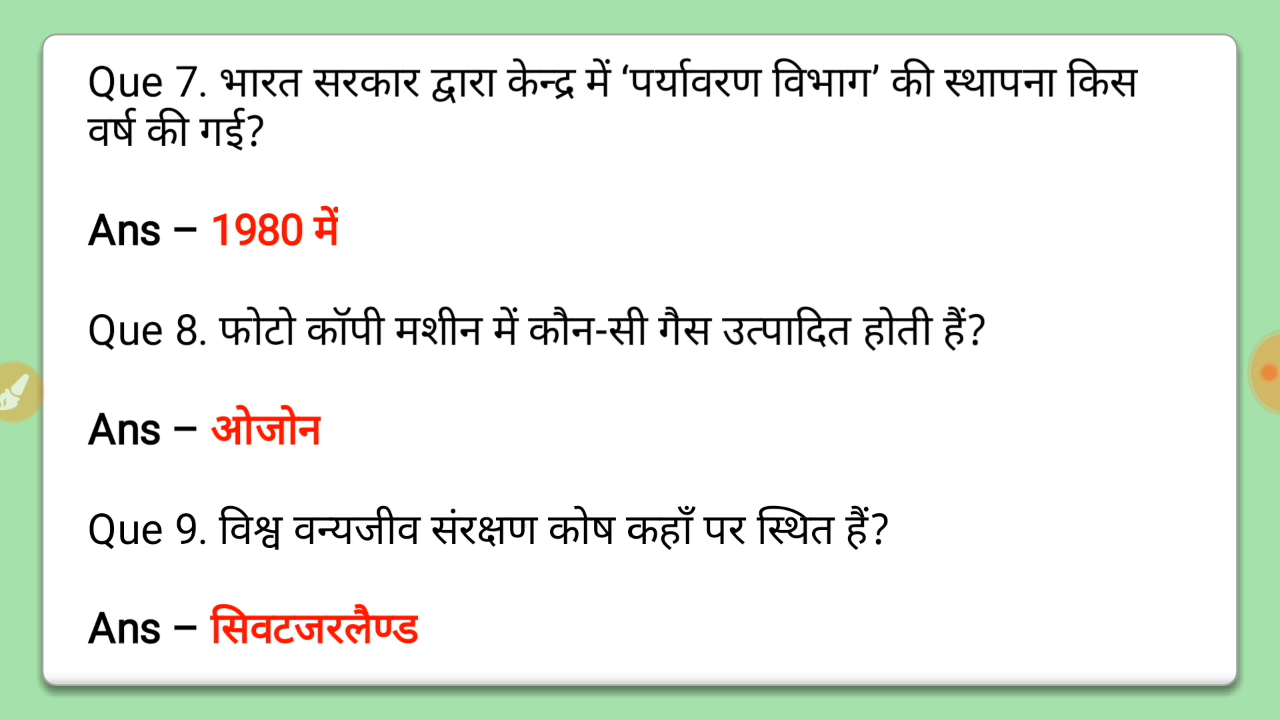 Que 7. भारत सरकार द्वारा केन्द्र में ‘पर्यावरण विभाग’ की स्थापना किस
वर्ष की गई?
Ans – 1980 में
Que 8. फोटो कॉपी मशीन में कौन-सी गैस उत्पादित होती हैं?
Ans – ओजोन
Que 9. विश्व वन्यजीव संरक्षण कोष कहाँ पर स्थित हैं?
Ans – सिवटजरलैण्ड